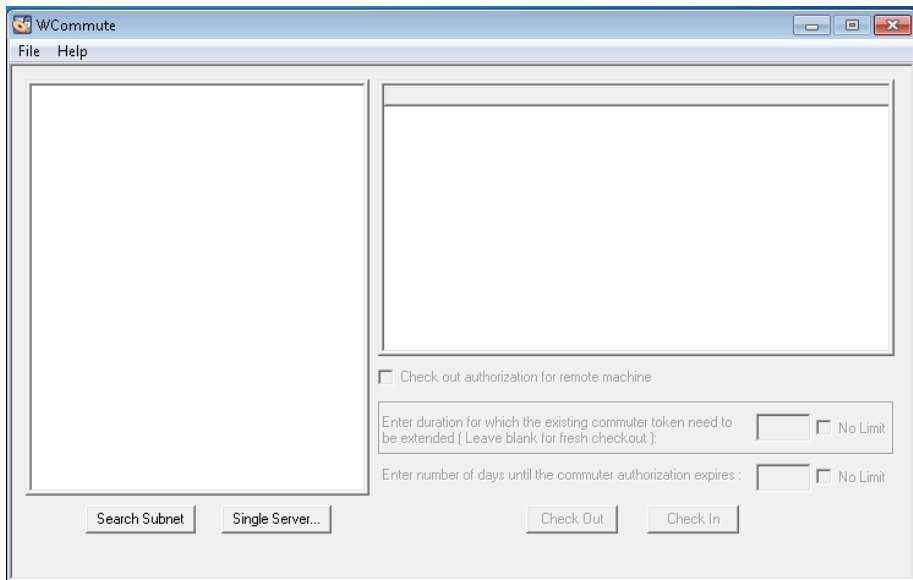 WCommute
File Help
Check out authorization for remote machine
Enter duration for which the existing commuter token need to
be extended ( Leave blank for fresh checkout ):
No Limit
Enter number of days until the commuter authorization expires :
No Limit
Search Subnet
Single Server...
Check Out
Check In